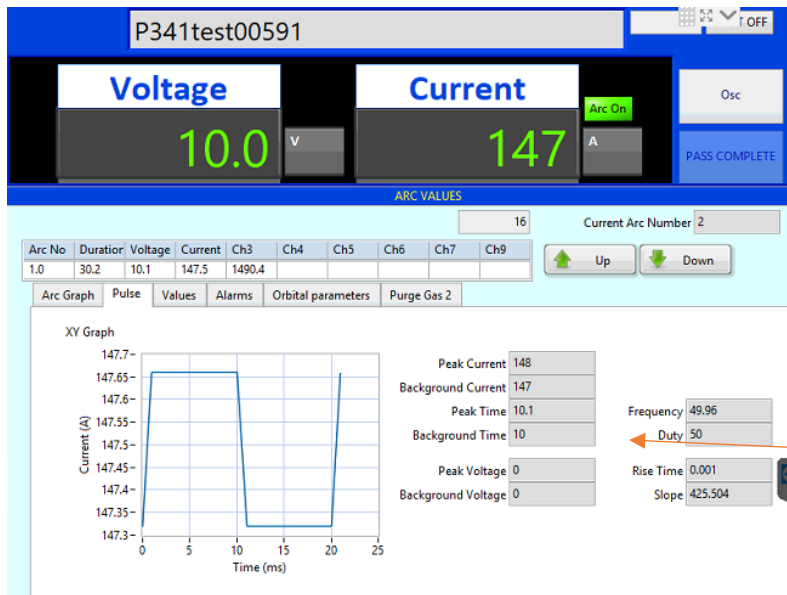 P341test00591
T OFF
Voltage
Current
Arc On
Osc
10.0 V
147 A
PASS COMPLETE
ARC VALUES
16
Current Arc Number 2
Arc No Duration Voltage Current Ch3 Ch4 Ch5 Ch6 Ch7 Ch9
1.0 30.2 10.1 147.5 1490.4
Up
Down
Arc Graph Pulse Values Alarms Orbital parameters Purge Gas 2
XY Graph
147.7
147.65
147.6
147.55
147.5
147.45
147.4
147.35
147.3
Current (A)
0 5 10 15 20 25
Time (ms)
Peak Current 148
Background Current 147
Peak Time 10.1
Background Time 10
Peak Voltage 0
Background Voltage 0
Frequency 49.96
Duty 50
Rise Time 0.001
Slope 425.504